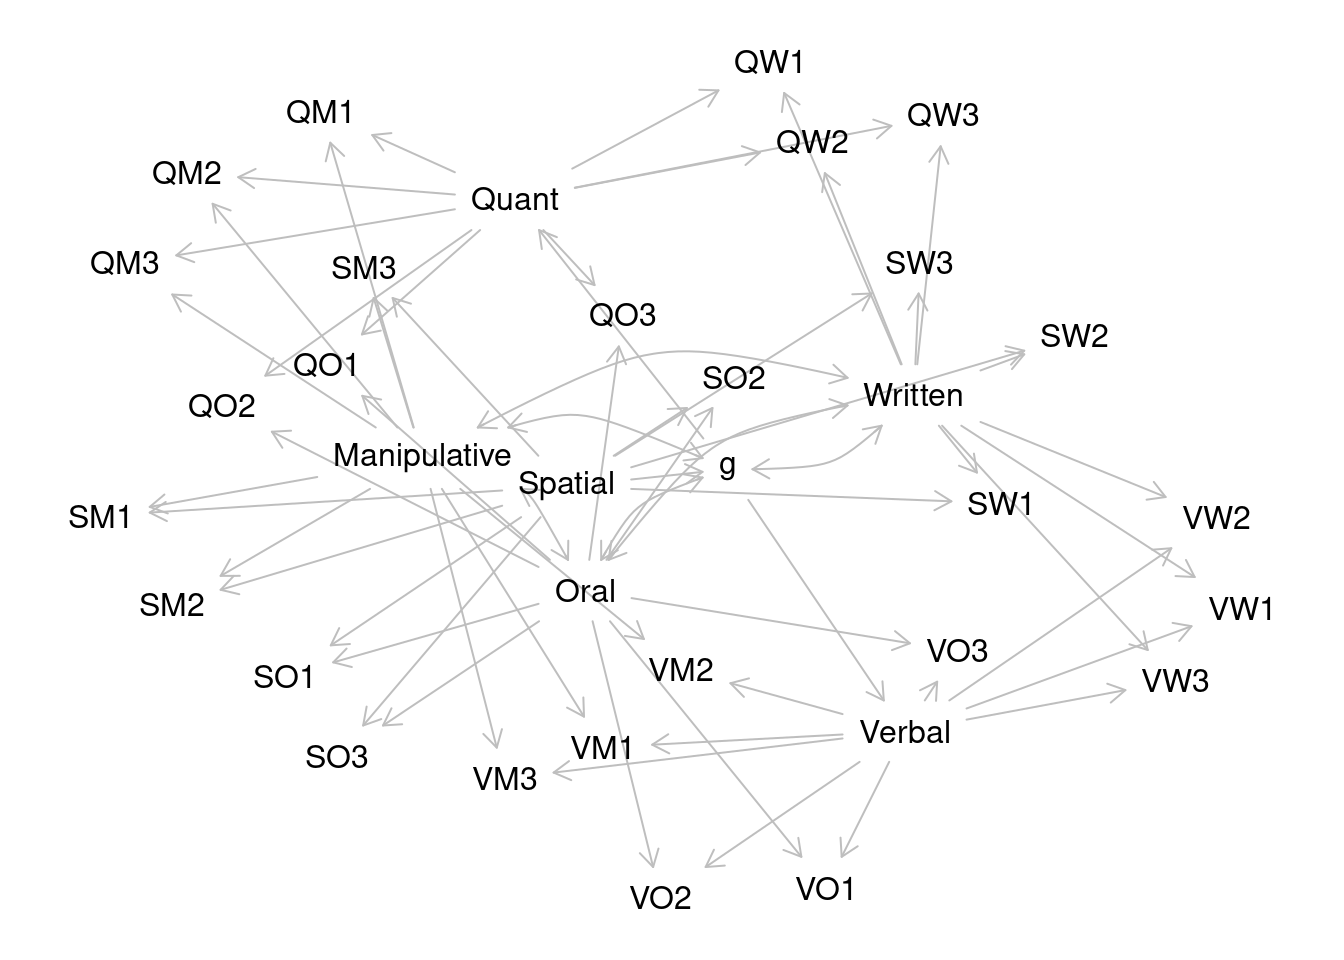 QW1
QM1
QW3
QW2
QM2
Quant
QM3
SM3
SW3
QO3
SW2
QO1
SO2
Written
QO2
Manipulative
g
Spatial
SW1
SM1
VW2
Oral
SM2
VW1
VO3
SO1
VM2
VW3
Verbal
VM1
SO3
VM3
VO1
VO2